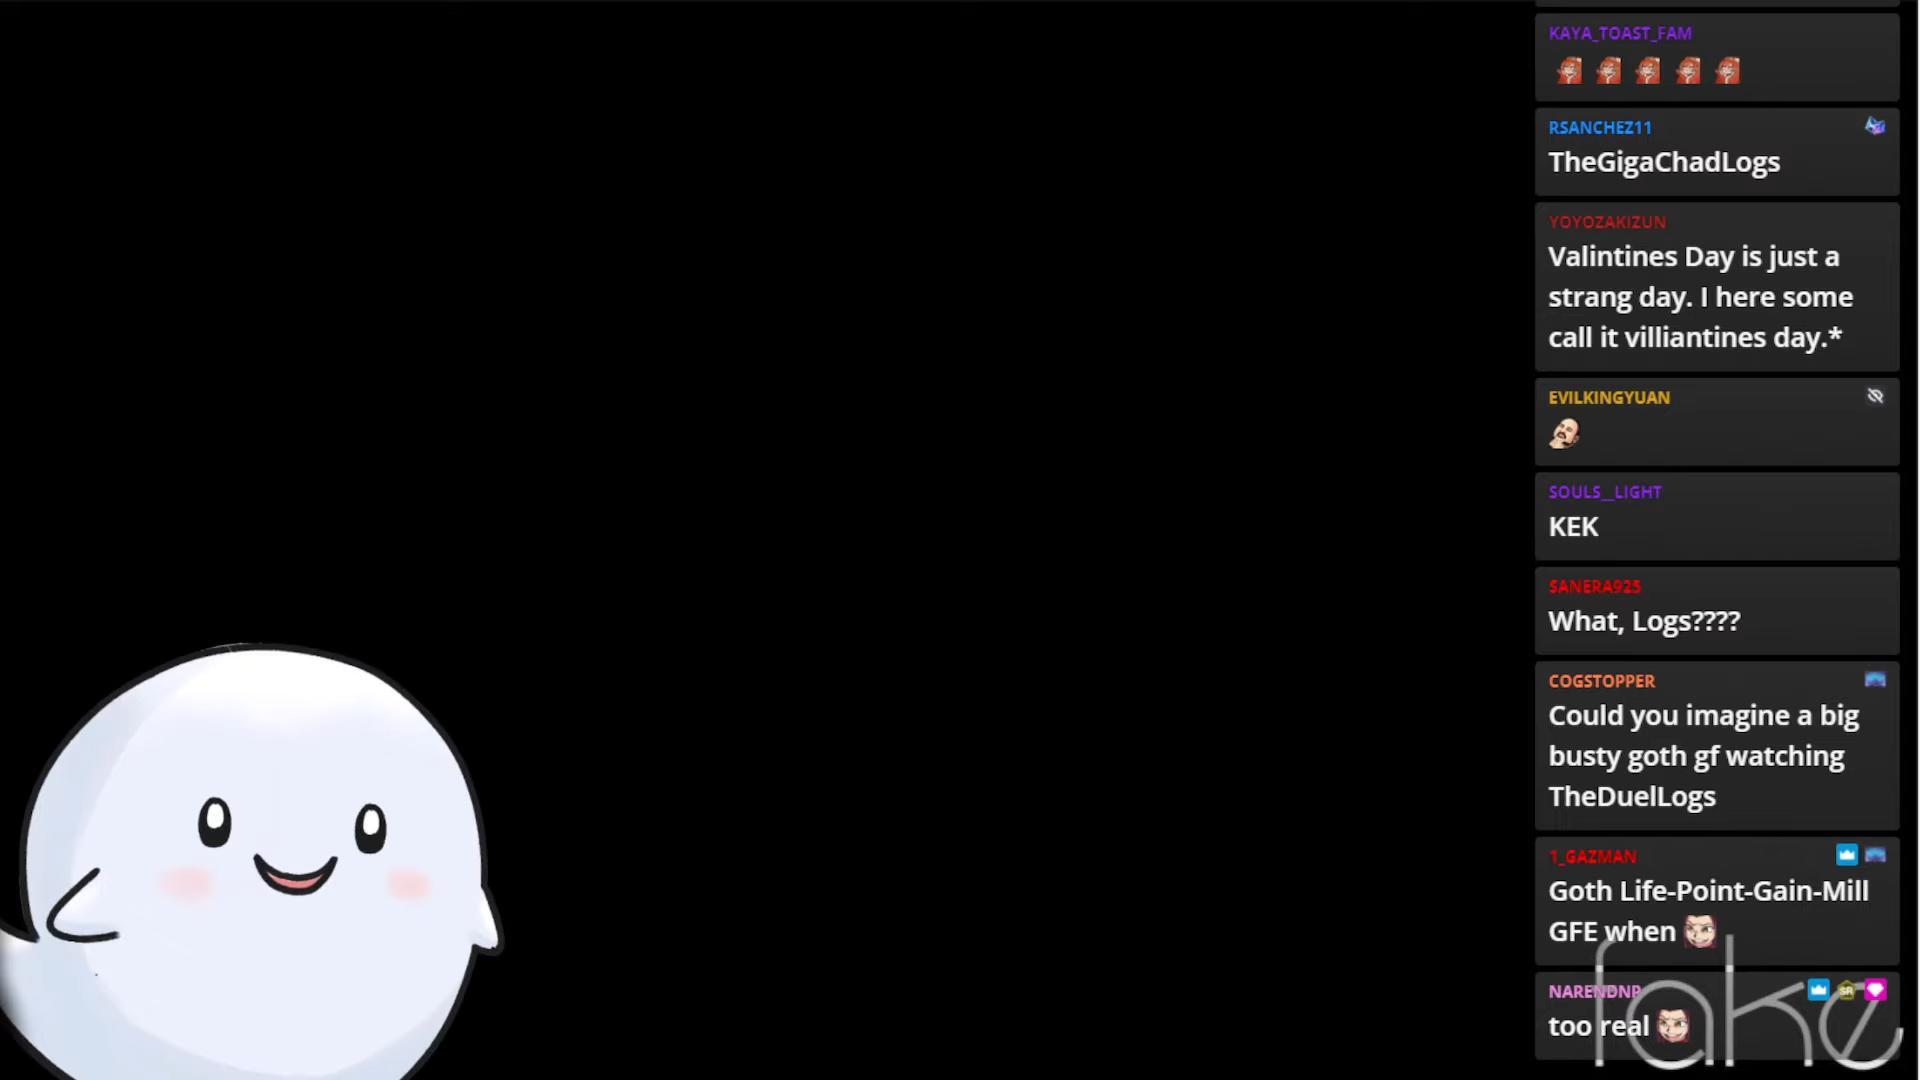 KAYA_TOAST_FAM
RSANCHEZ11
TheGigaChadLogs
YOYOZAKIZUN
Valintines Day is just a
strang day. I here some
call it villiantines day.*
EVILKINGYUAN
SOULS__LIGHT
KEK
SANERA925
What, Logs????
COGSTOPPER
Could you imagine a big
busty goth gf watching
TheDuelLogs
1_GAZMAN
Goth Life-Point-Gain-Mill
GFE when
NARENDNP
SR
too real
fake